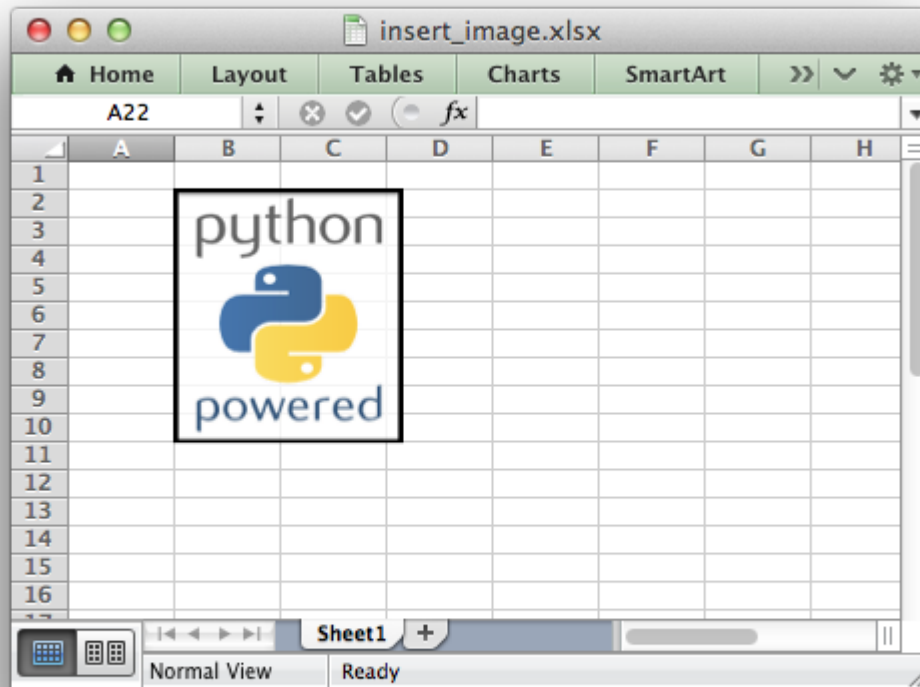 insert_image.xlsx
Home Layout Tables Charts SmartArt
A22 fx
A B C D E F G H
1
2
3
4
5
6
7
8
9
10
11
12
13
14
15
16
17
python
powered
Sheet1 +
Normal View Ready